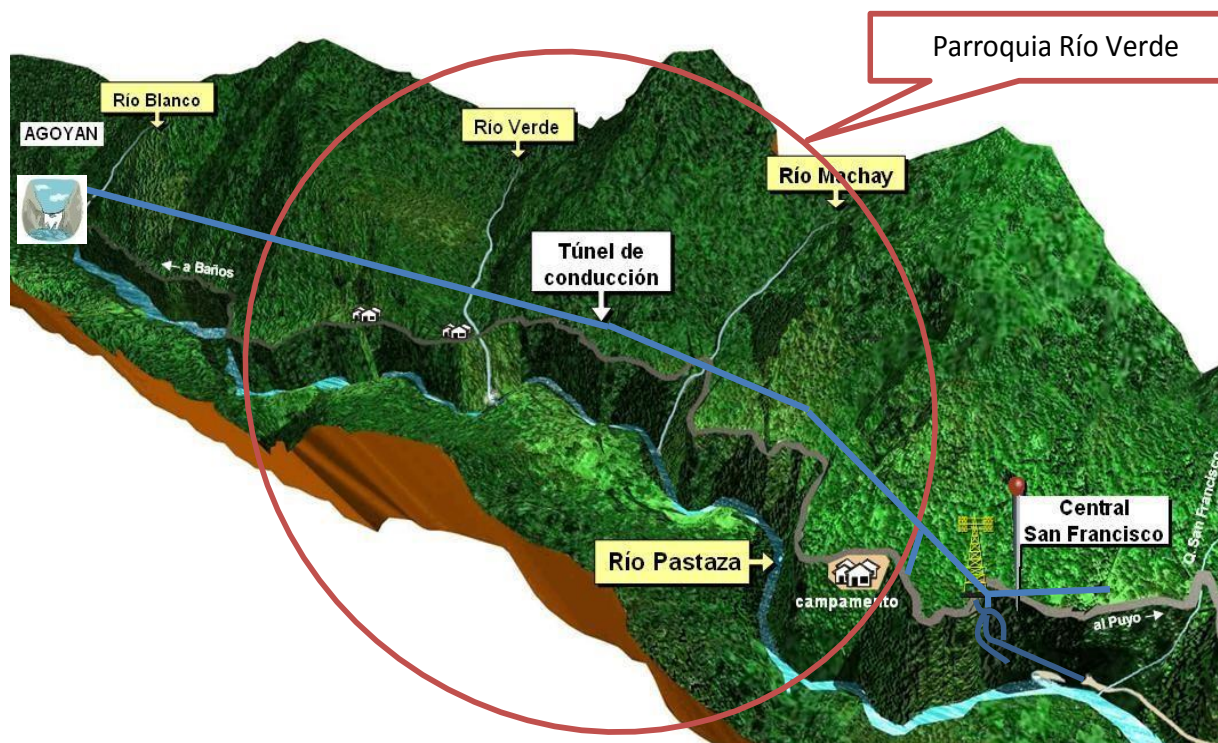 Parroquia Río Verde
Río Blanco
AGOYAN
Río Verde
Río Machay
Túnel de
conducción
← a Baños
Central
San Francisco
Q. San Francisco
Río Pastaza
campamento
al Puyo →